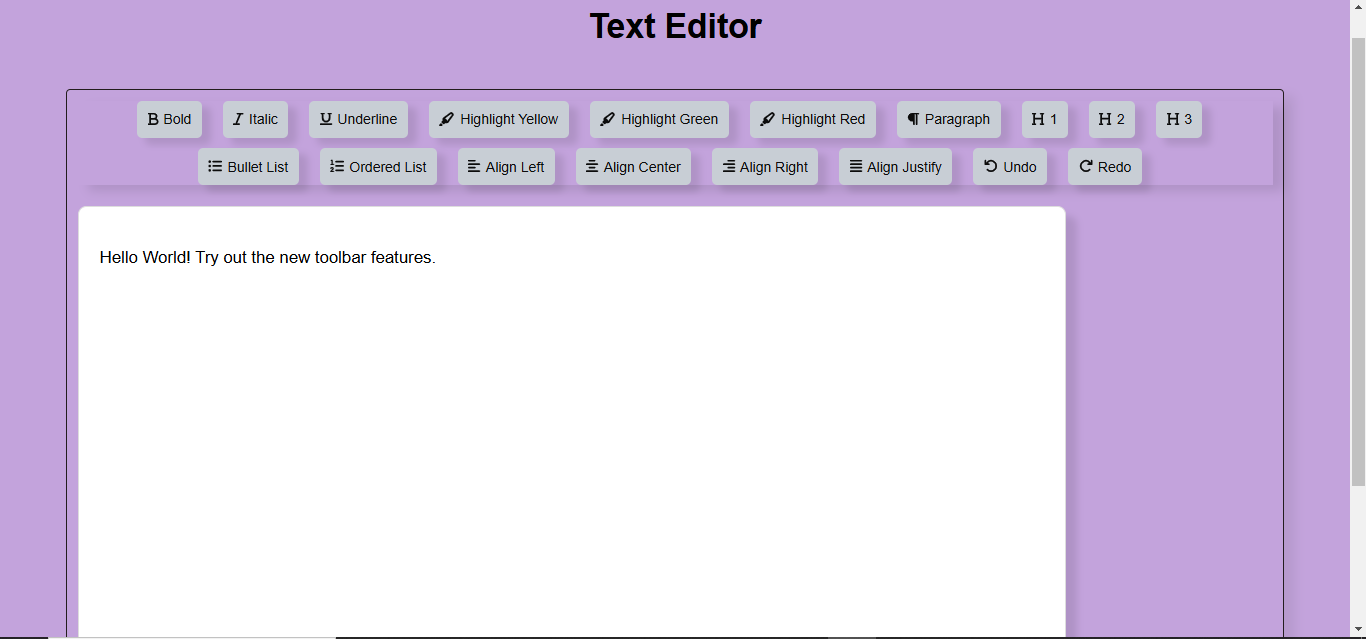 Text Editor
Bold Italic Underline Highlight Yellow Highlight Green Highlight Red Paragraph H 1 H 2 H 3
Bullet List Ordered List Align Left Align Center Align Right Align Justify Undo Redo
Hello World! Try out the new toolbar features.